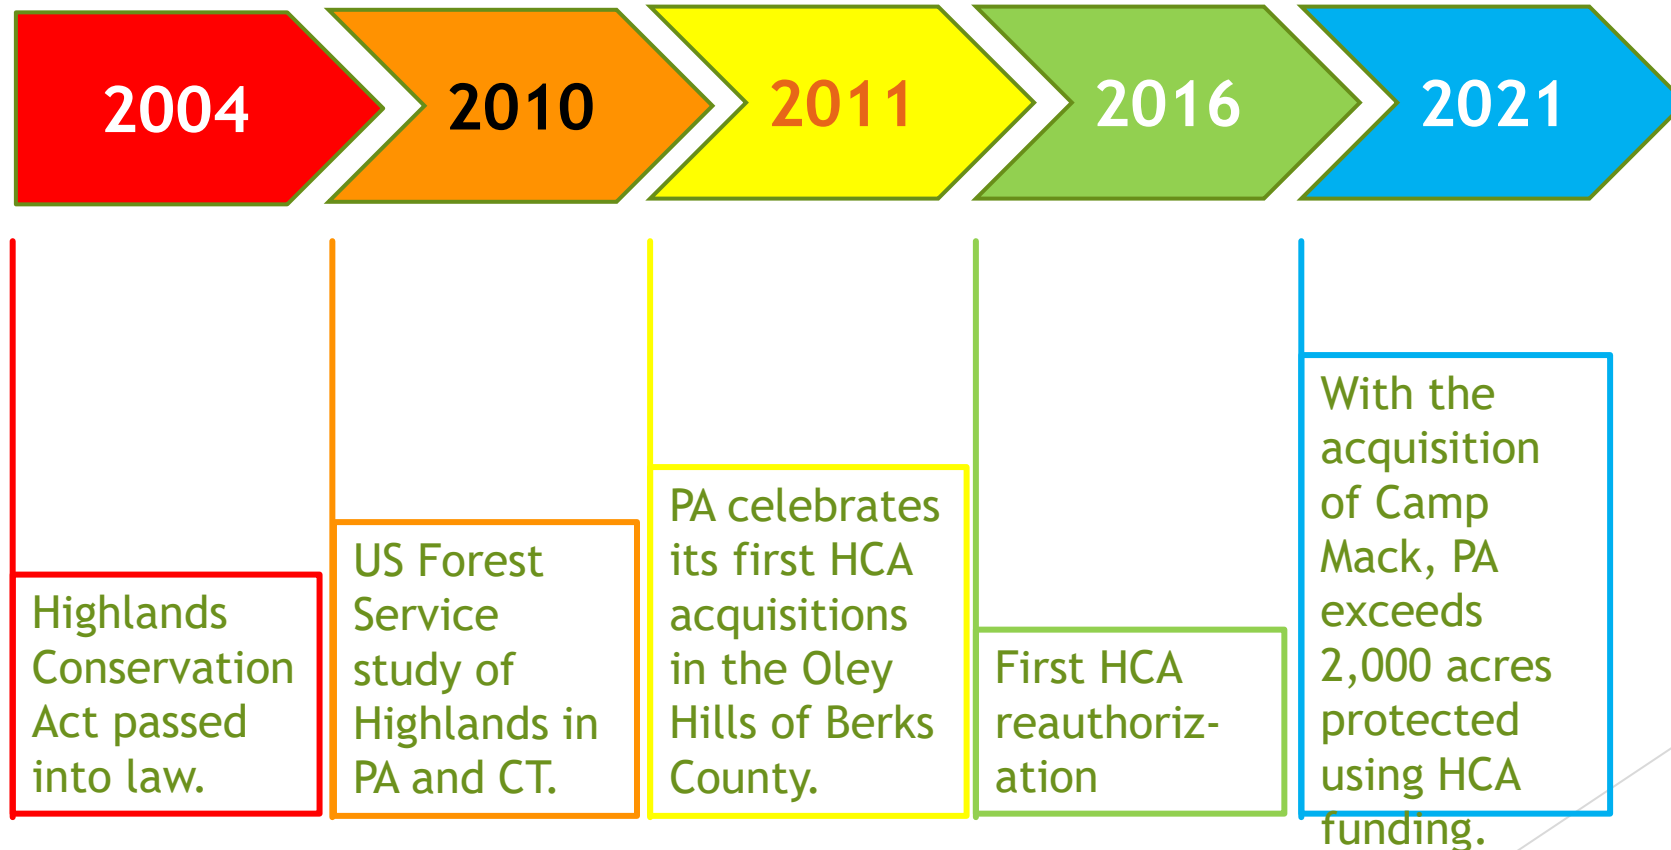 2004
2010
2011
2016
2021
Highlands
Conservation
Act passed
into law.
US Forest
Service
study of
Highlands in
PA and CT.
PA celebrates
its first HCA
acquisitions
in the Oley
Hills of Berks
County.
First HCA
reauthoriz-
ation
With the
acquisition
of Camp
Mack, PA
exceeds
2,000 acres
protected
using HCA
funding.